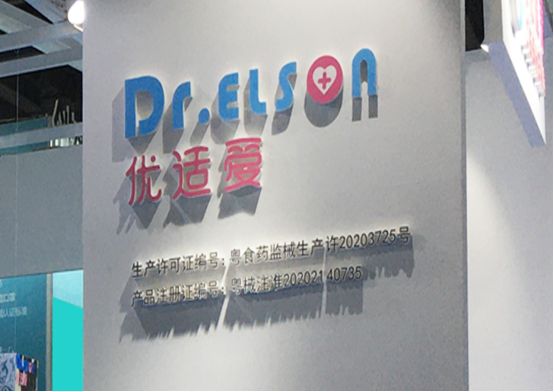 Dr.ELSON
优适爱
生产许可证编号：粤食药监械生产许20203725号
产品注册证编号：粤械注准20202140735